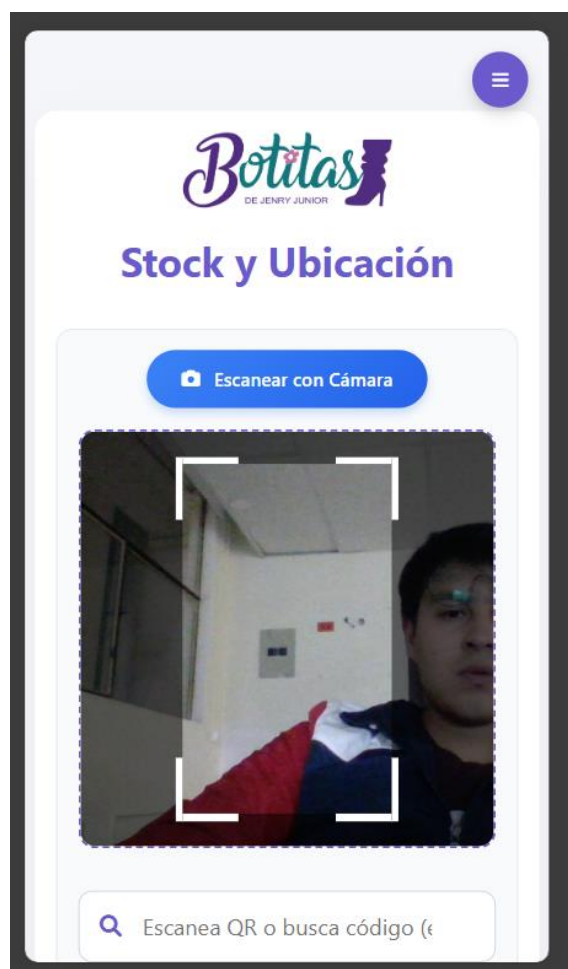 Botitas
DE JENRY JUNIOR
Stock y Ubicación
Escanear con Cámara
Escanea QR o busca código (e